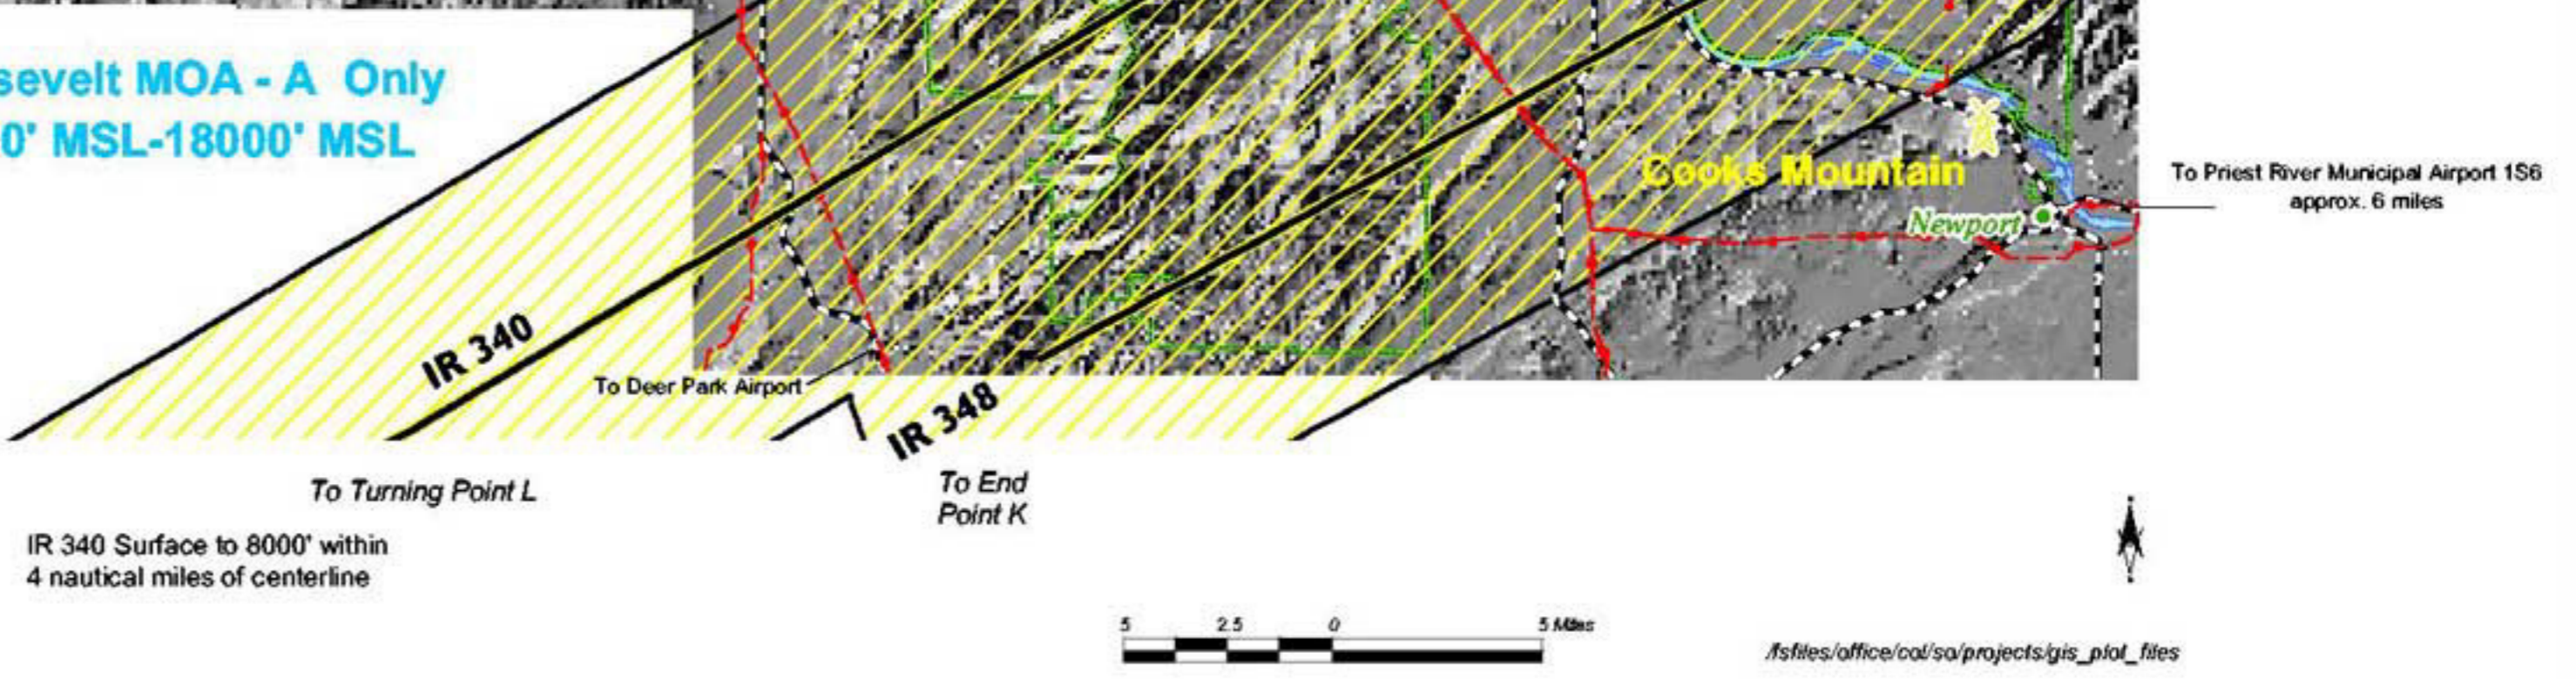 sevelt MOA - A Only
0' MSL-18000' MSL
Cooks Mountain
To Priest River Municipal Airport 1S6
approx. 6 miles
Newport
IR 340
To Deer Park Airport
IR 348
To Turning Point L
To End
Point K
IR 340 Surface to 8000' within
4 nautical miles of centerline
5 2.5 0 5 Miles
/fsfiles/office/col/so/projects/gis_plot_files